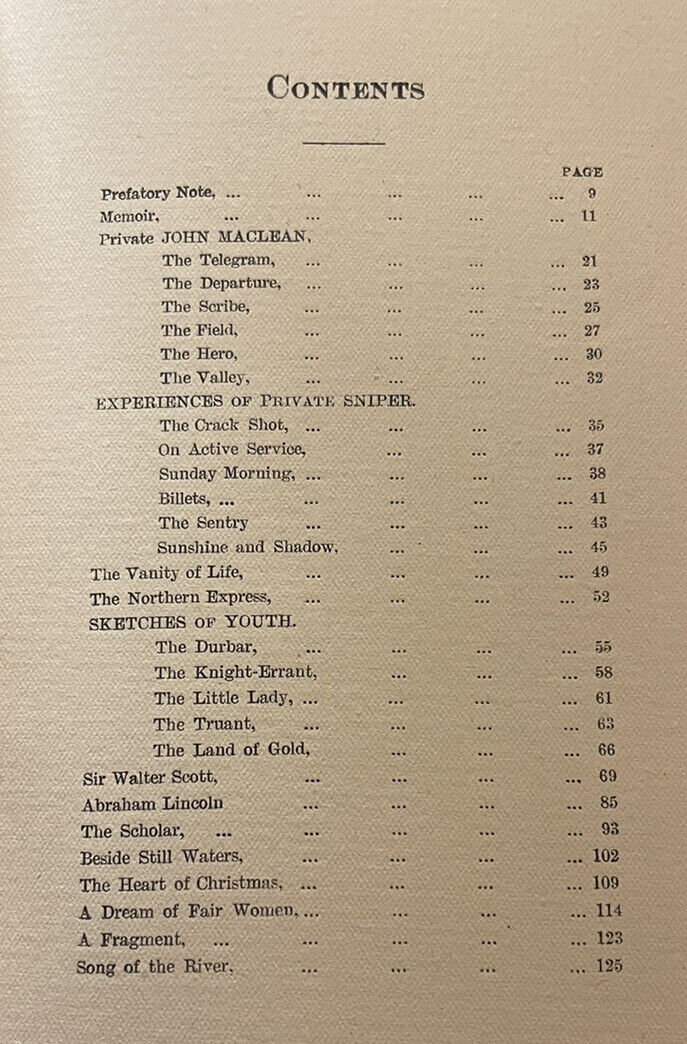 CONTENTS
PAGE
Prefatory Note, ... ... ... ... ... 9
Memoir, ... ... ... ... ... 11
Private JOHN MACLEAN,
The Telegram, ... ... ... ... 21
The Departure, ... ... ... ... 23
The Scribe, ... ... ... ... 25
The Field, ... ... ... ... 27
The Hero, ... ... ... ... 30
The Valley, ... ... ... ... 32
EXPERIENCES OF PRIVATE SNIPER.
The Crack Shot, ... ... ... ... 35
On Active Service, ... ... ... 37
Sunday Morning, ... ... ... ... 38
Billets, ... ... ... ... ... 41
The Sentry ... ... ... ... 43
Sunshine and Shadow, ... ... ... 45
The Vanity of Life, ... ... ... ... 49
The Northern Express, ... ... ... ... 52
SKETCHES OF YOUTH.
The Durbar, ... ... ... ... 55
The Knight-Errant, ... ... ... 58
The Little Lady, ... ... ... ... 61
The Truant, ... ... ... ... 63
The Land of Gold, ... ... ... 66
Sir Walter Scott, ... ... ... ... 69
Abraham Lincoln ... ... ... ... 85
The Scholar, ... ... ... ... ... 93
Beside Still Waters, ... ... ... ... 102
The Heart of Christmas, ... ... ... ... 109
A Dream of Fair Women, ... ... ... ... 114
A Fragment, ... ... ... ... ... 123
Song of the River, ... ... ... ... 125